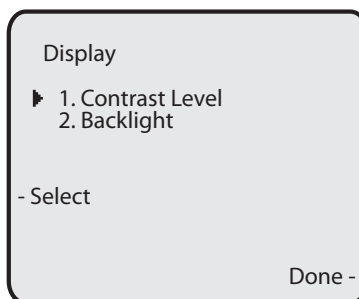 Display
1. Contrast Level
2. Backlight
- Select
Done -